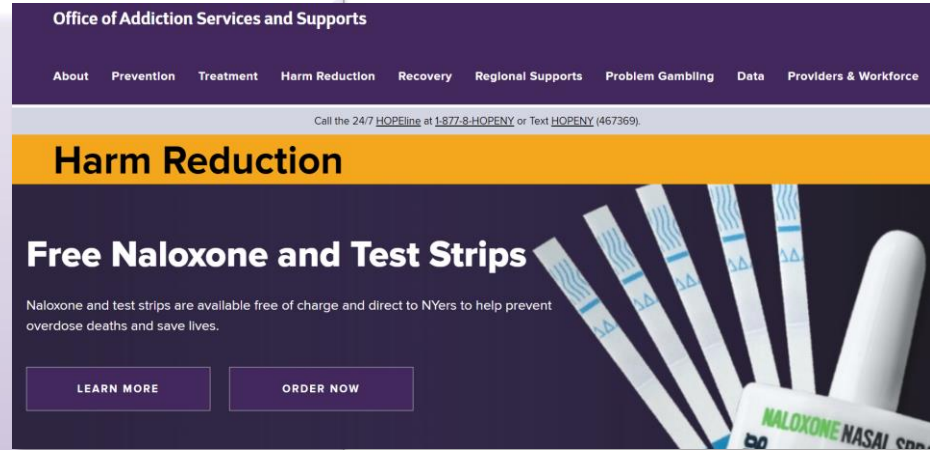 Office of Addiction Services and Supports
About Prevention Treatment Harm Reduction Recovery Regional Supports Problem Gambling Data Providers & Workforce
Call the 24/7 HOPEline at 1-877-8-HOPENY or Text HOPENY (467369).
Harm Reduction
Free Naloxone and Test Strips
Naloxone and test strips are available free of charge and direct to NYers to help prevent
overdose deaths and save lives.
LEARN MORE ORDER NOW
NALOXONE NASAL